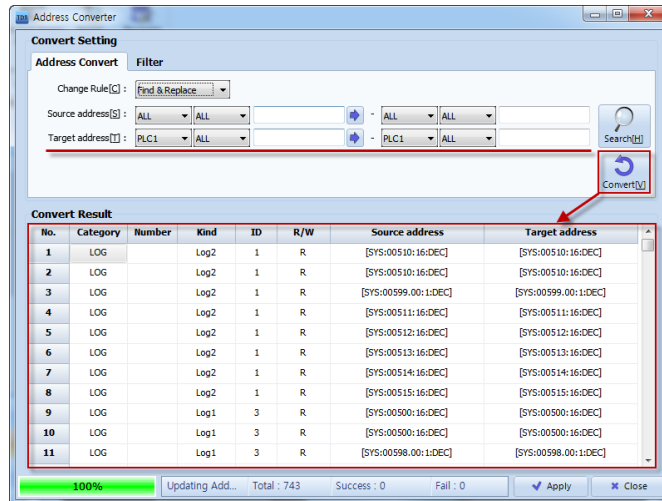 IDS Address Converter
Convert Setting
Address Convert Filter
Change Rule[C] : Find & Replace
Source address[S] : ALL ALL - ALL ALL
Target address[T] : PLC1 ALL - PLC1 ALL
Search[H]
Convert[V]
Convert Result
No. Category Number Kind ID R/W Source address Target address
1 LOG Log2 1 R [SYS:00510:16:DEC] [SYS:00510:16:DEC]
2 LOG Log2 1 R [SYS:00510:16:DEC] [SYS:00510:16:DEC]
3 LOG Log2 1 R [SYS:00599.00:1:DEC] [SYS:00599.00:1:DEC]
4 LOG Log2 1 R [SYS:00511:16:DEC] [SYS:00511:16:DEC]
5 LOG Log2 1 R [SYS:00512:16:DEC] [SYS:00512:16:DEC]
6 LOG Log2 1 R [SYS:00513:16:DEC] [SYS:00513:16:DEC]
7 LOG Log2 1 R [SYS:00514:16:DEC] [SYS:00514:16:DEC]
8 LOG Log2 1 R [SYS:00515:16:DEC] [SYS:00515:16:DEC]
9 LOG Log1 3 R [SYS:00500:16:DEC] [SYS:00500:16:DEC]
10 LOG Log1 3 R [SYS:00500:16:DEC] [SYS:00500:16:DEC]
11 LOG Log1 3 R [SYS:00598.00:1:DEC] [SYS:00598.00:1:DEC]
100% Updating Add... Total : 743 Success : 0 Fail : 0 Apply Close